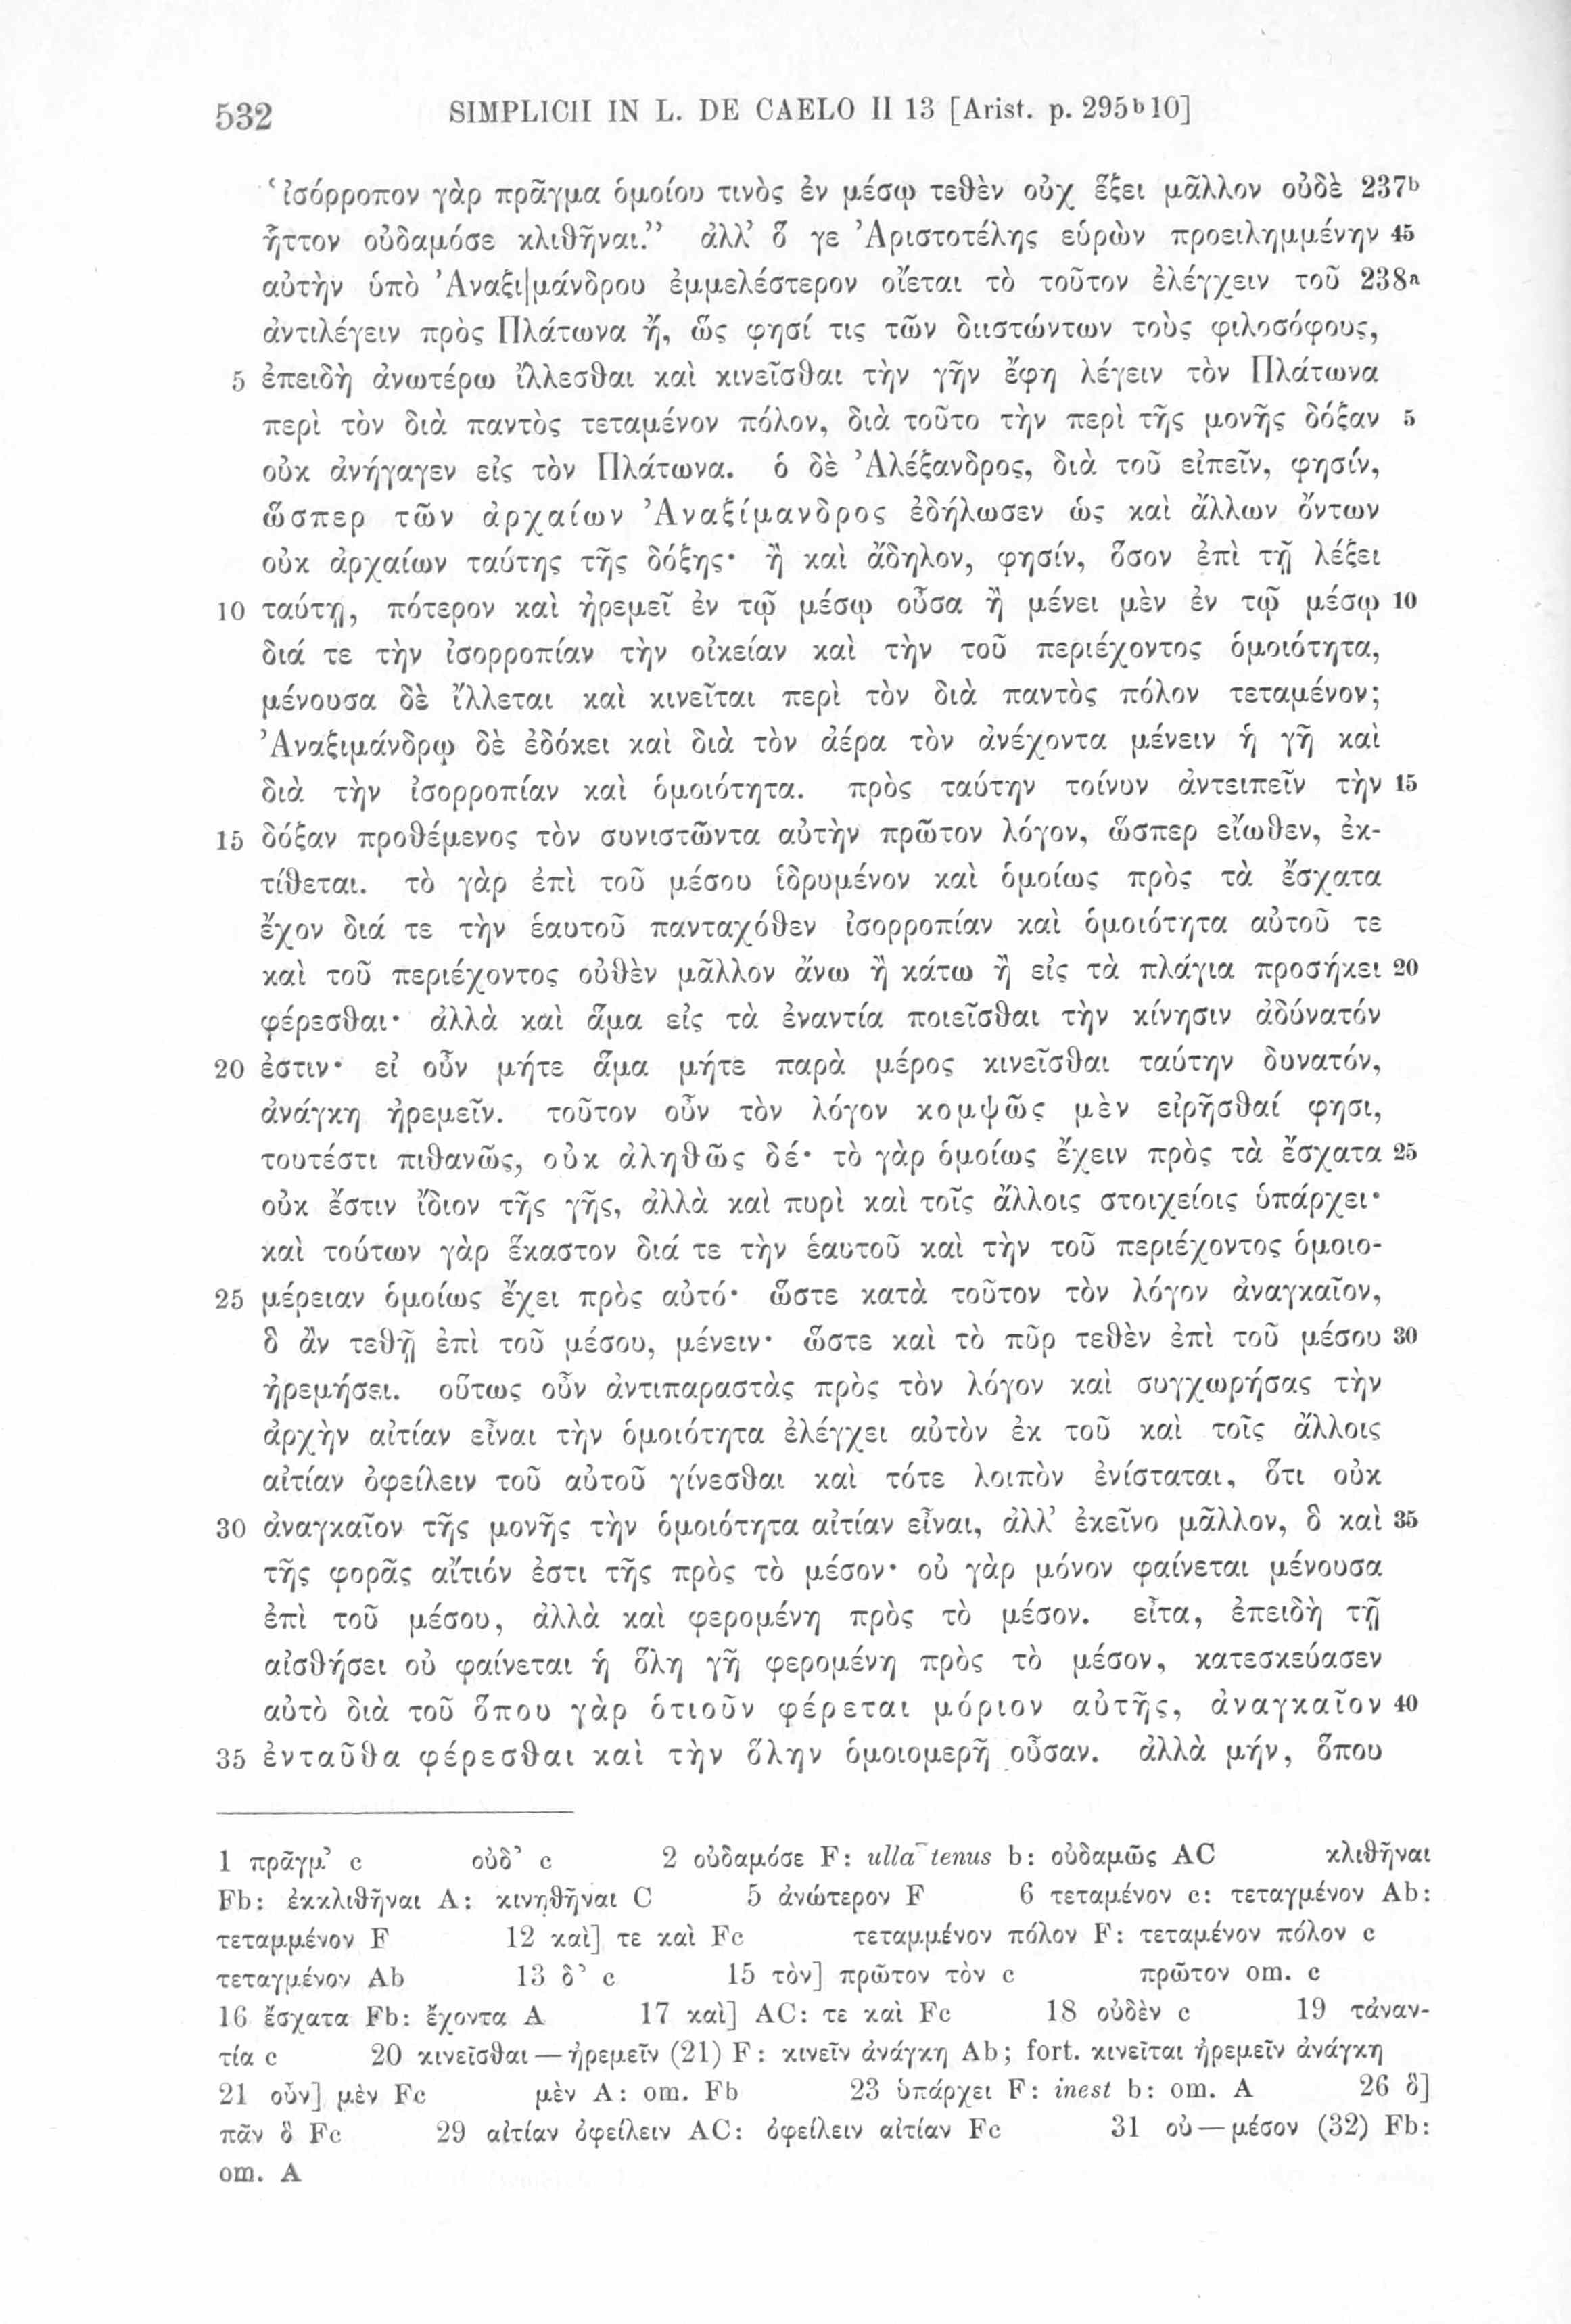 532 SIMPLICII IN L. DE CAELO II 13 [Arist. p. 295ᵇ10]
‘ἰσόρροπον γὰρ πρᾶγμα ὁμοίου τινὸς ἐν μέσῳ τεθὲν οὐχ ἕξει μᾶλλον οὐδὲ 237ᵇ
ἧττον οὐδαμόσε κλιθῆναι.” ἀλλ’ ὅ γε Ἀριστοτέλης εὑρὼν προειλημμένην 45
αὐτὴν ὑπὸ Ἀναξι|μάνδρου ἐμμελέστερον οἴεται τὸ τοῦτον ἐλέγχειν τοῦ 238ᵃ
ἀντιλέγειν πρὸς Πλάτωνα ἤ, ὥς φησί τις τῶν διιστώντων τοὺς φιλοσόφους,
5 ἐπειδὴ ἀνωτέρω ἴλλεσθαι καὶ κινεῖσθαι τὴν γῆν ἔφη λέγειν τὸν Πλάτωνα
περὶ τὸν διὰ παντὸς τεταμένον πόλον, διὰ τοῦτο τὴν περὶ τῆς μονῆς δόξαν 5
οὐκ ἀνήγαγεν εἰς τὸν Πλάτωνα. ὁ δὲ Ἀλέξανδρος, διὰ τοῦ εἰπεῖν, φησίν,
ὥσπερ τῶν ἀρχαίων Ἀναξίμανδρος ἐδήλωσεν ὡς καὶ ἄλλων ὄντων
οὐκ ἀρχαίων ταύτης τῆς δόξης· ἢ καὶ ἄδηλον, φησίν, ὅσον ἐπὶ τῇ λέξει
10 ταύτῃ, πότερον καὶ ἠρεμεῖ ἐν τῷ μέσῳ οὖσα ἢ μένει μὲν ἐν τῷ μέσῳ 10
διά τε τὴν ἰσορροπίαν τὴν οἰκείαν καὶ τὴν τοῦ περιέχοντος ὁμοιότητα,
μένουσα δὲ ἴλλεται καὶ κινεῖται περὶ τὸν διὰ παντὸς πόλον τεταμένον;
Ἀναξιμάνδρῳ δὲ ἐδόκει καὶ διὰ τὸν ἀέρα τὸν ἀνέχοντα μένειν ἡ γῆ καὶ
διὰ τὴν ἰσορροπίαν καὶ ὁμοιότητα. πρὸς ταύτην τοίνυν ἀντειπεῖν τὴν 15
15 δόξαν προθέμενος τὸν συνιστῶντα αὐτὴν πρῶτον λόγον, ὥσπερ εἴωθεν, ἐκ-
τίθεται. τὸ γὰρ ἐπὶ τοῦ μέσου ἱδρυμένον καὶ ὁμοίως πρὸς τὰ ἔσχατα
ἔχον διά τε τὴν ἑαυτοῦ πανταχόθεν ἰσορροπίαν καὶ ὁμοιότητα αὐτοῦ τε
καὶ τοῦ περιέχοντος οὐθὲν μᾶλλον ἄνω ἢ κάτω ἢ εἰς τὰ πλάγια προσήκει 20
φέρεσθαι· ἀλλὰ καὶ ἅμα εἰς τὰ ἐναντία ποιεῖσθαι τὴν κίνησιν ἀδύνατόν
20 ἐστιν· εἰ οὖν μήτε ἅμα μήτε παρὰ μέρος κινεῖσθαι ταύτην δυνατόν,
ἀνάγκη ἠρεμεῖν. τοῦτον οὖν τὸν λόγον κομψῶς μὲν εἰρῆσθαί φησι,
τουτέστι πιθανῶς, οὐκ ἀληθῶς δέ· τὸ γὰρ ὁμοίως ἔχειν πρὸς τὰ ἔσχατα 25
οὐκ ἔστιν ἴδιον τῆς γῆς, ἀλλὰ καὶ πυρὶ καὶ τοῖς ἄλλοις στοιχείοις ὑπάρχει·
καὶ τούτων γὰρ ἕκαστον διά τε τὴν ἑαυτοῦ καὶ τὴν τοῦ περιέχοντος ὁμοιο-
25 μέρειαν ὁμοίως ἔχει πρὸς αὐτό· ὥστε κατὰ τοῦτον τὸν λόγον ἀναγκαῖον,
ὃ ἂν τεθῇ ἐπὶ τοῦ μέσου, μένειν· ὥστε καὶ τὸ πῦρ τεθὲν ἐπὶ τοῦ μέσου 30
ἠρεμήσει. οὕτως οὖν ἀντιπαραστὰς πρὸς τὸν λόγον καὶ συγχωρήσας τὴν
ἀρχὴν αἰτίαν εἶναι τὴν ὁμοιότητα ἐλέγχει αὐτὸν ἐκ τοῦ καὶ τοῖς ἄλλοις
αἰτίαν ὀφείλειν τοῦ αὐτοῦ γίνεσθαι καὶ τότε λοιπὸν ἐνίσταται, ὅτι οὐκ
30 ἀναγκαῖον τῆς μονῆς τὴν ὁμοιότητα αἰτίαν εἶναι, ἀλλ’ ἐκεῖνο μᾶλλον, ὃ καὶ 35
τῆς φορᾶς αἴτιόν ἐστι τῆς πρὸς τὸ μέσον· οὐ γὰρ μόνον φαίνεται μένουσα
ἐπὶ τοῦ μέσου, ἀλλὰ καὶ φερομένη πρὸς τὸ μέσον. εἶτα, ἐπειδὴ τῇ
αἰσθήσει οὐ φαίνεται ἡ ὅλη γῆ φερομένη πρὸς τὸ μέσον, κατεσκεύασεν
αὐτὸ διὰ τοῦ ὅπου γὰρ ὁτιοῦν φέρεται μόριον αὐτῆς, ἀναγκαῖον 40
35 ἐνταῦθα φέρεσθαι καὶ τὴν ὅλην ὁμοιομερῆ οὖσαν. ἀλλὰ μήν, ὅπου
1 πρᾶγμ’ c οὐδ’ c 2 οὐδαμόσε F: ulla tenus b: οὐδαμῶς AC κλιθῆναι
Fb: ἐκκλιθῆναι A: κινηθῆναι C 5 ἀνώτερον F 6 τεταμένον c: τεταγμένον Ab:
τεταμμένον F 12 καὶ] τε καὶ Fc τεταμμένον πόλον F: τεταμένον πόλον c
τεταγμένον Ab 13 δ’ c 15 τὸν] πρῶτον τὸν c πρῶτον om. c
16 ἔσχατα Fb: ἔχοντα A 17 καὶ] AC: τε καὶ Fc 18 οὐδὲν c 19 τἀναν-
τία c 20 κινεῖσθαι — ἠρεμεῖν (21) F: κινεῖν ἀνάγκη Ab; fort. κινεῖται ἠρεμεῖν ἀνάγκη
21 οὖν] μὲν Fc μὲν A: om. Fb 23 ὑπάρχει F: inest b: om. A 26 ὃ]
πᾶν ὃ Fc 29 αἰτίαν ὀφείλειν AC: ὀφείλειν αἰτίαν Fc 31 οὐ — μέσον (32) Fb:
om. A